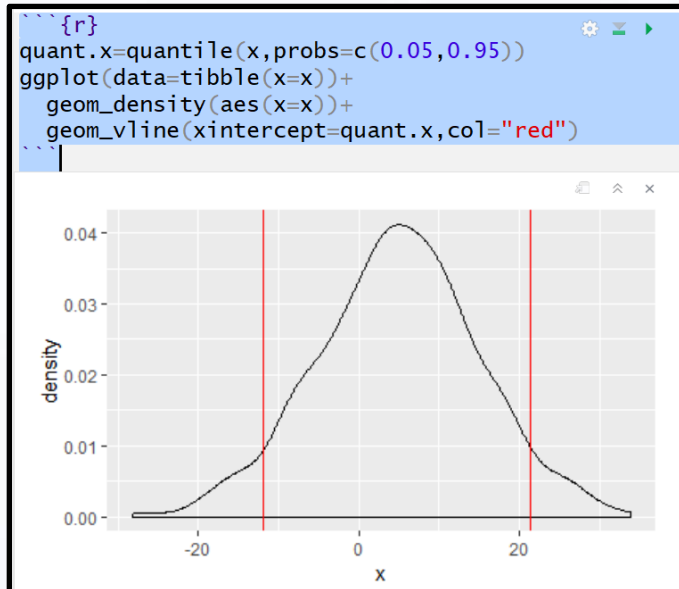 ```{r}
quant.x=quantile(x,probs=c(0.05,0.95))
ggplot(data=tibble(x=x))+
  geom_density(aes(x=x))+
  geom_vline(xintercept=quant.x,col="red")
```
0.04
0.03
0.02
0.01
0.00
density
-20 0 20
x